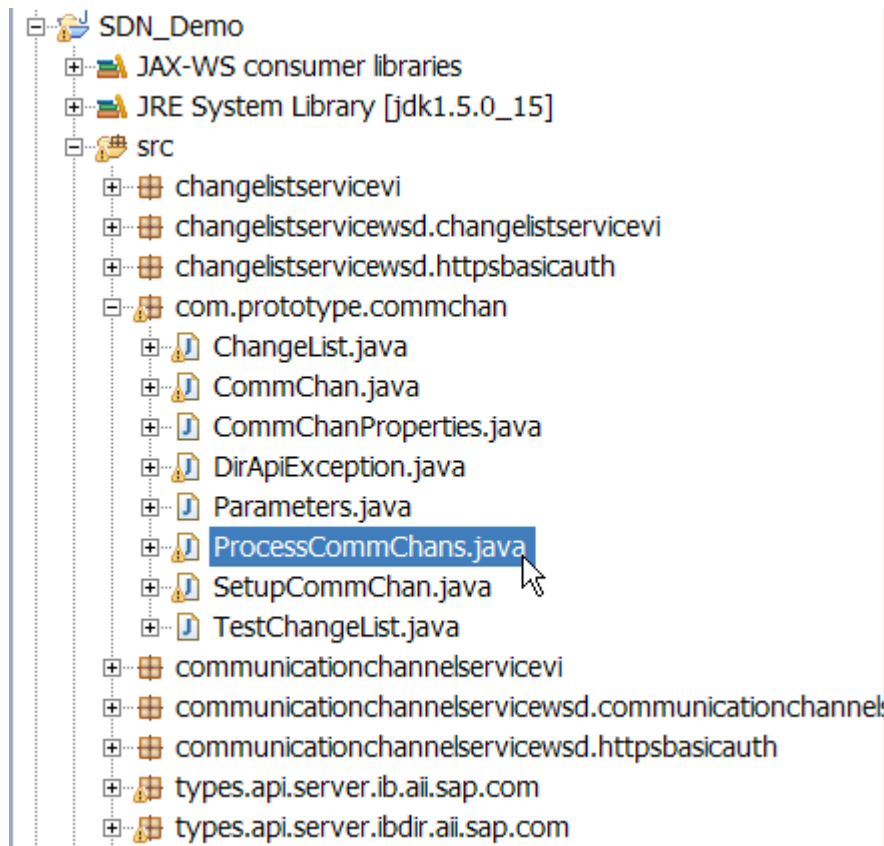 SDN_Demo
JAX-WS consumer libraries
JRE System Library [jdk1.5.0_15]
src
changelistservicevi
changelistservicewsd.changelistservicevi
changelistservicewsd.httpsbasicauth
com.prototype.commchan
ChangeList.java
CommChan.java
CommChanProperties.java
DirApiException.java
Parameters.java
ProcessCommChans.java
SetupCommChan.java
TestChangeList.java
communicationchannelservicevi
communicationchannelservicewsd.communicationchannels
communicationchannelservicewsd.httpsbasicauth
types.api.server.ib.aii.sap.com
types.api.server.ibdir.aii.sap.com